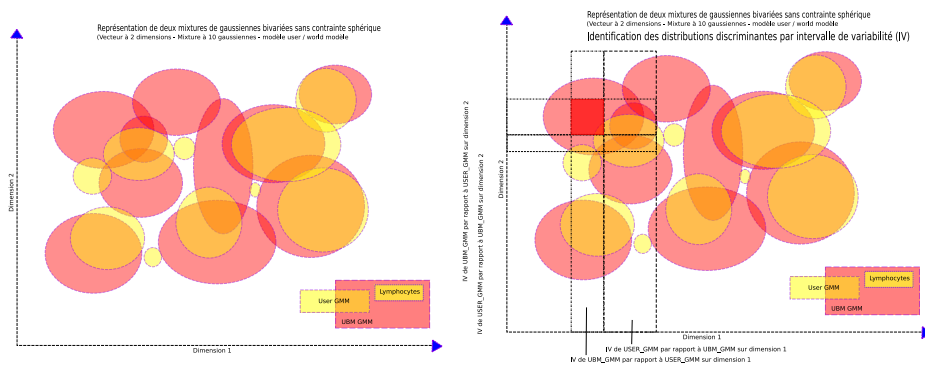 Représentation de deux mixtures de gaussiennes bivariées sans contrainte sphérique
(Vecteur à 2 dimensions - Mixture à 10 gaussiennes - modèle user / world modèle
Dimension 2
Lymphocytes
User GMM
UBM GMM
Dimension 1
Représentation de deux mixtures de gaussiennes bivariées sans contrainte sphérique
(Vecteur à 2 dimensions - Mixture à 10 gaussiennes - modèle user / world modèle
Identification des distributions discriminantes par intervalle de variabilité (IV)
IV de UBM_GMM par rapport à USER_GMM sur dimension 2
IV de USER_GMM par rapport à UBM_GMM sur dimension 2
Dimension 2
Lymphocytes
User GMM
UBM GMM
Dimension 1
IV de USER_GMM par rapport à UBM_GMM sur dimension 1
IV de UBM_GMM par rapport à USER_GMM sur dimension 1